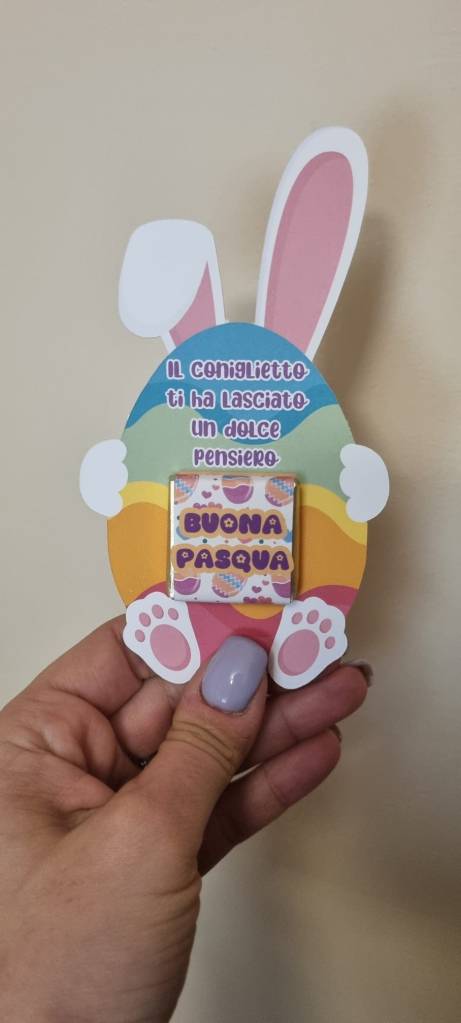 IL coniglietto
ti ha Lasciato
un dolce
pensiero
BUONA
PASQUA